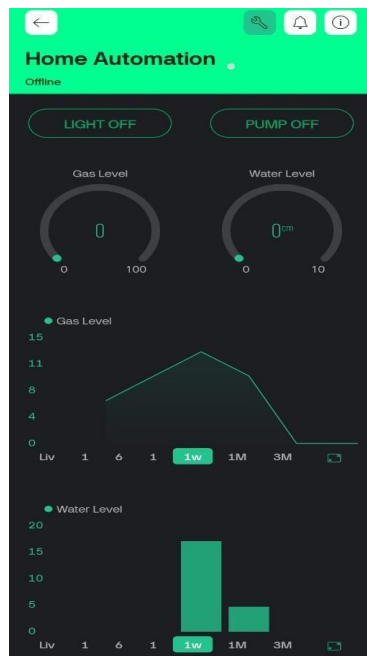 Home Automation
Offline
LIGHT OFF PUMP OFF
Gas Level Water Level
0 0cm
0 100 0 10
Gas Level
15
11
8
4
0
Liv 1 6 1 1w 1M 3M
Water Level
20
15
10
5
0
Liv 1 6 1 1w 1M 3M